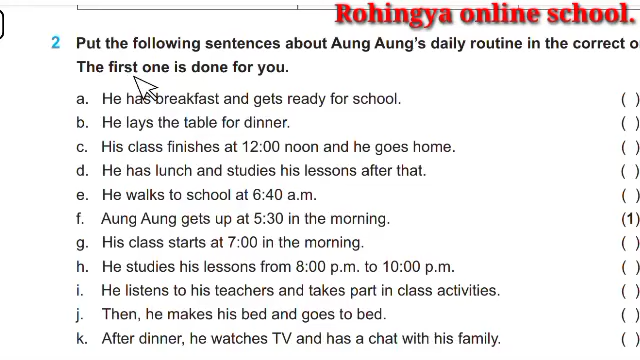 Rohingya online school.
2 Put the following sentences about Aung Aung's daily routine in the correct o
The first one is done for you.
a. He has breakfast and gets ready for school. ( )
b. He lays the table for dinner. ( )
c. His class finishes at 12:00 noon and he goes home. ( )
d. He has lunch and studies his lessons after that. ( )
e. He walks to school at 6:40 a.m. ( )
f. Aung Aung gets up at 5:30 in the morning. (1)
g. His class starts at 7:00 in the morning. ( )
h. He studies his lessons from 8:00 p.m. to 10:00 p.m. ( )
i. He listens to his teachers and takes part in class activities. ( )
j. Then, he makes his bed and goes to bed. ( )
k. After dinner, he watches TV and has a chat with his family. ( )